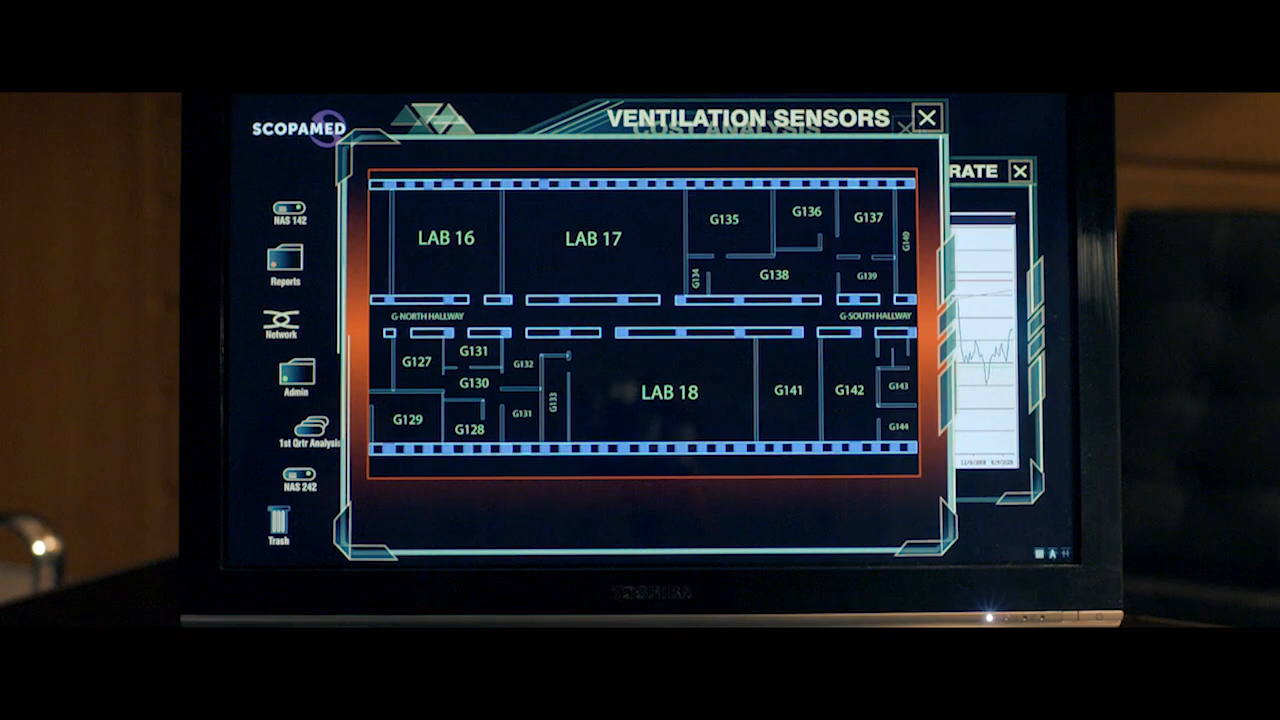 SCOPAMED
VENTILATION SENSORS
COST ANALYSIS
RATE
NAS 142
Reports
Network
Admin
1st Qrtr Analysis
NAS 242
Trash
LAB 16
LAB 17
G135
G136
G137
G140
G134
G138
G139
G-NORTH HALLWAY
G-SOUTH HALLWAY
G127
G131
G132
G130
G133
LAB 18
G141
G142
G143
G129
G128
G131
G144
TOSHIBA